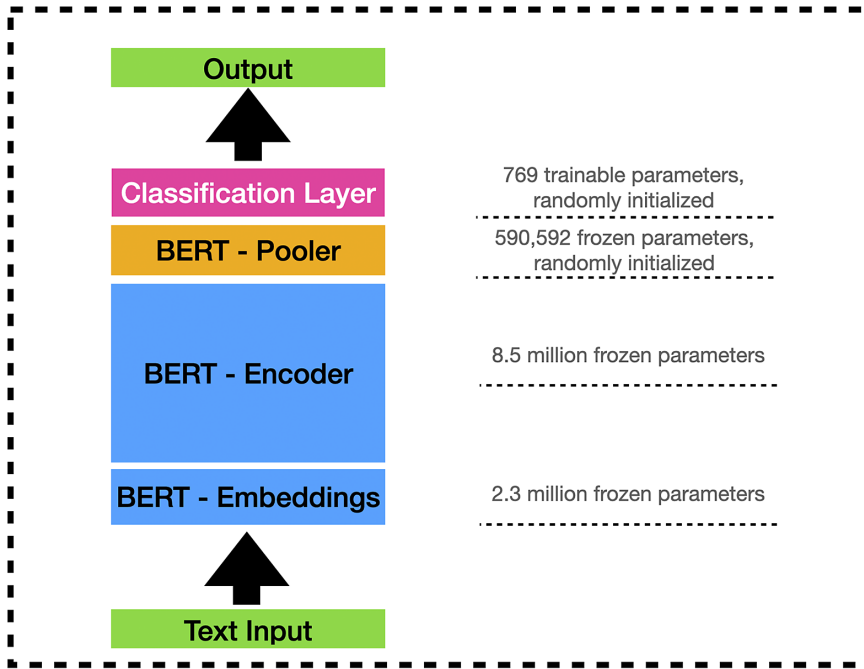 Output
Classification Layer
769 trainable parameters,
randomly initialized
BERT - Pooler
590,592 frozen parameters,
randomly initialized
BERT - Encoder
8.5 million frozen parameters
BERT - Embeddings
2.3 million frozen parameters
Text Input